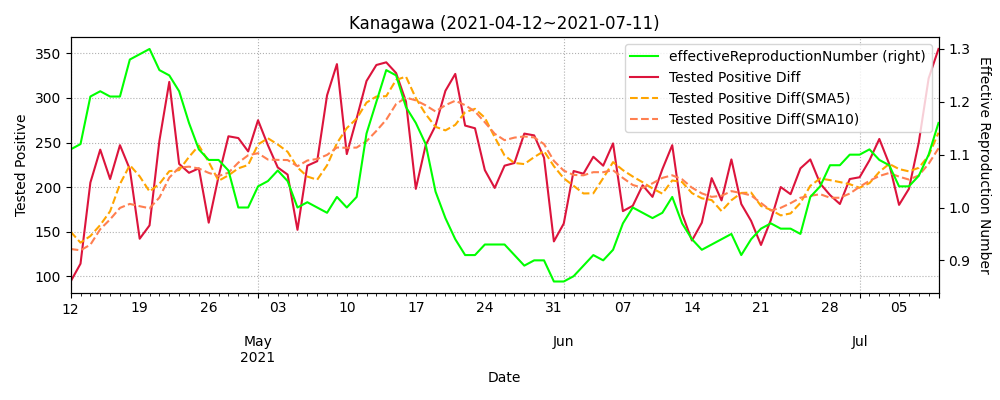 Kanagawa (2021-04-12~2021-07-11)
effectiveReproductionNumber (right)
Tested Positive Diff
Tested Positive Diff(SMA5)
Tested Positive Diff(SMA10)
Tested Positive
350
300
250
200
150
100
1.3
1.2
1.1
1.0
0.9
Effective Reproduction Number
12 19 26 03 10 17 24 31 07 14 21 28 05
May Jun Jul
2021
Date